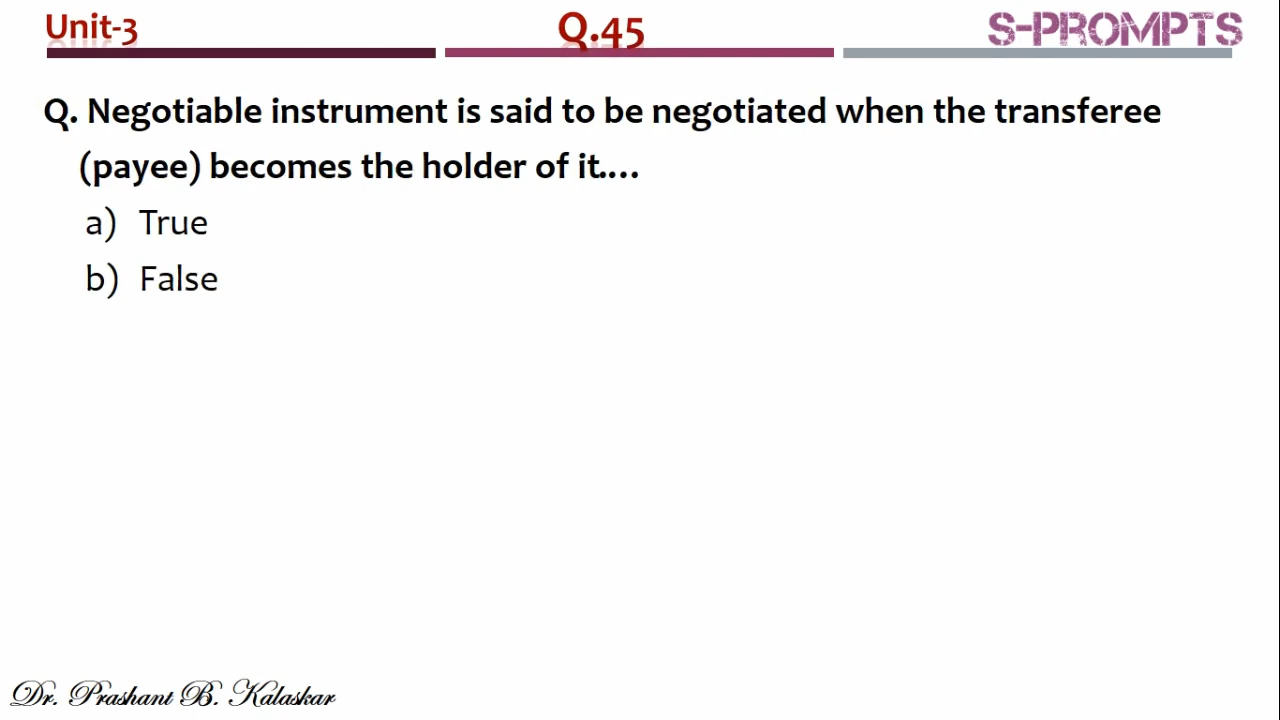 Unit-3
Q.45
S-PROMPTS
Q. Negotiable instrument is said to be negotiated when the transferee
(payee) becomes the holder of it....
a) True
b) False
Dr. Prashant B. Kalaskar